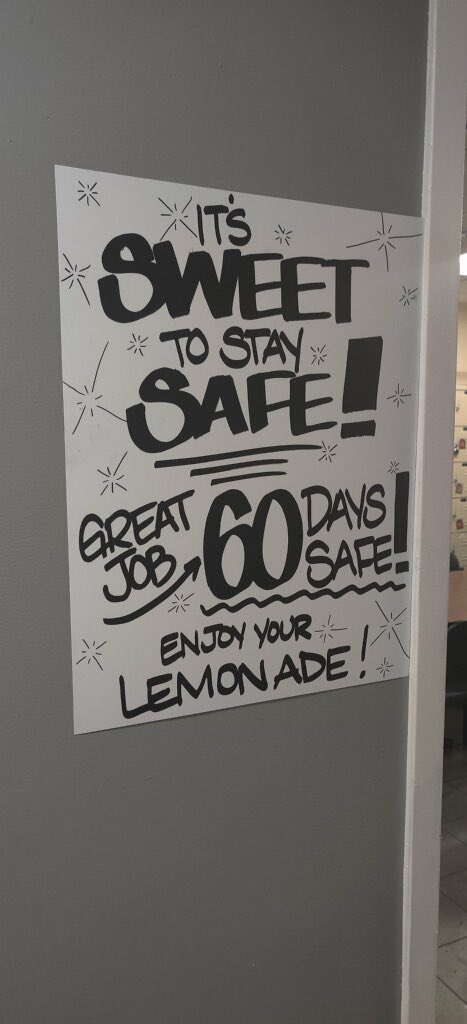 IT'S
SWEET
TO STAY
SAFE!
GREAT JOB
60 DAYS SAFE!
ENJOY YOUR
LEMONADE!